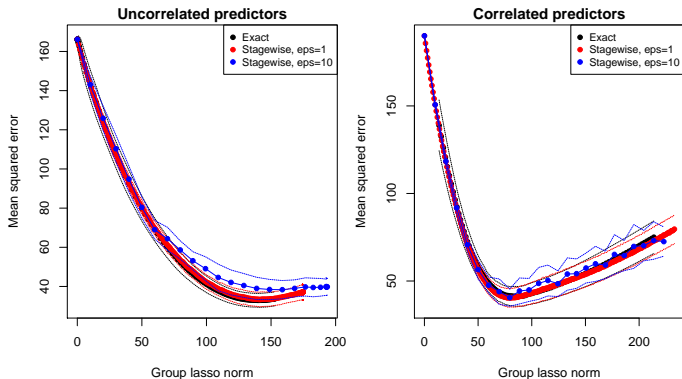 Uncorrelated predictors
Mean squared error
160
140
120
100
80
60
40
0
50
100
150
200
Group lasso norm
Exact
Stagewise, eps=1
Stagewise, eps=10
Correlated predictors
Mean squared error
150
100
50
0
50
100
150
200
Group lasso norm
Exact
Stagewise, eps=1
Stagewise, eps=10